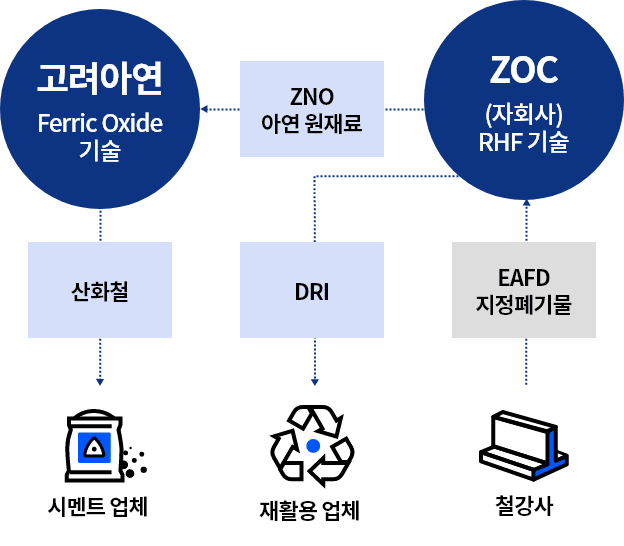 고려아연
Ferric Oxide
기술
ZNO
아연 원재료
ZOC
(자회사)
RHF 기술
산화철
DRI
EAFD
지정폐기물
시멘트 업체
재활용 업체
철강사